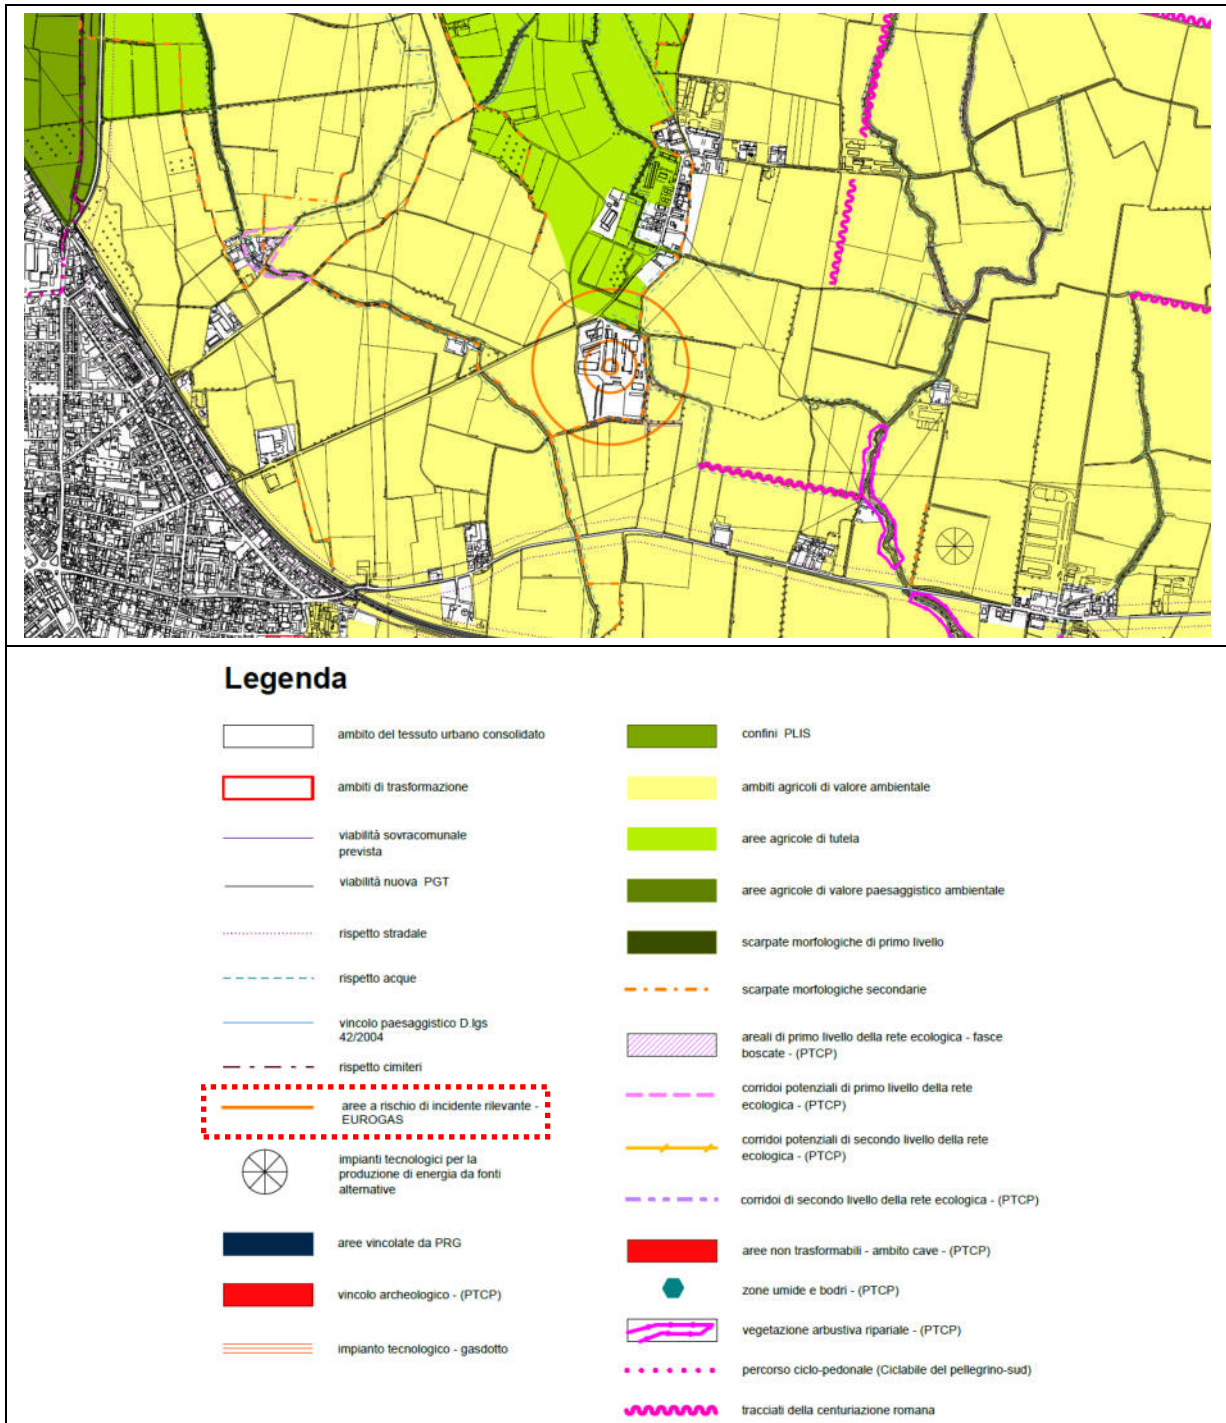 Legenda
ambito del tessuto urbano consolidato
ambiti di trasformazione
viabilità sovracomunale
prevista
viabilità nuova PGT
rispetto stradale
rispetto acque
vincolo paesaggistico D.lgs
42/2004
rispetto cimiteri
aree a rischio di incidente rilevante -
EUROGAS
impianti tecnologici per la
produzione di energia da fonti
alternative
aree vincolate da PRG
vincolo archeologico - (PTCP)
impianto tecnologico - gasdotto
confini PLIS
ambiti agricoli di valore ambientale
aree agricole di tutela
aree agricole di valore paesaggistico ambientale
scarpate morfologiche di primo livello
scarpate morfologiche secondarie
areali di primo livello della rete ecologica - fasce
boscate - (PTCP)
corridoi potenziali di primo livello della rete
ecologica - (PTCP)
corridoi potenziali di secondo livello della rete
ecologica - (PTCP)
corridoi di secondo livello della rete ecologica - (PTCP)
aree non trasformabili - ambito cave - (PTCP)
zone umide e bodri - (PTCP)
vegetazione arbustiva ripariale - (PTCP)
percorso ciclo-pedonale (Ciclabile del pellegrino-sud)
tracciati della centuriazione romana